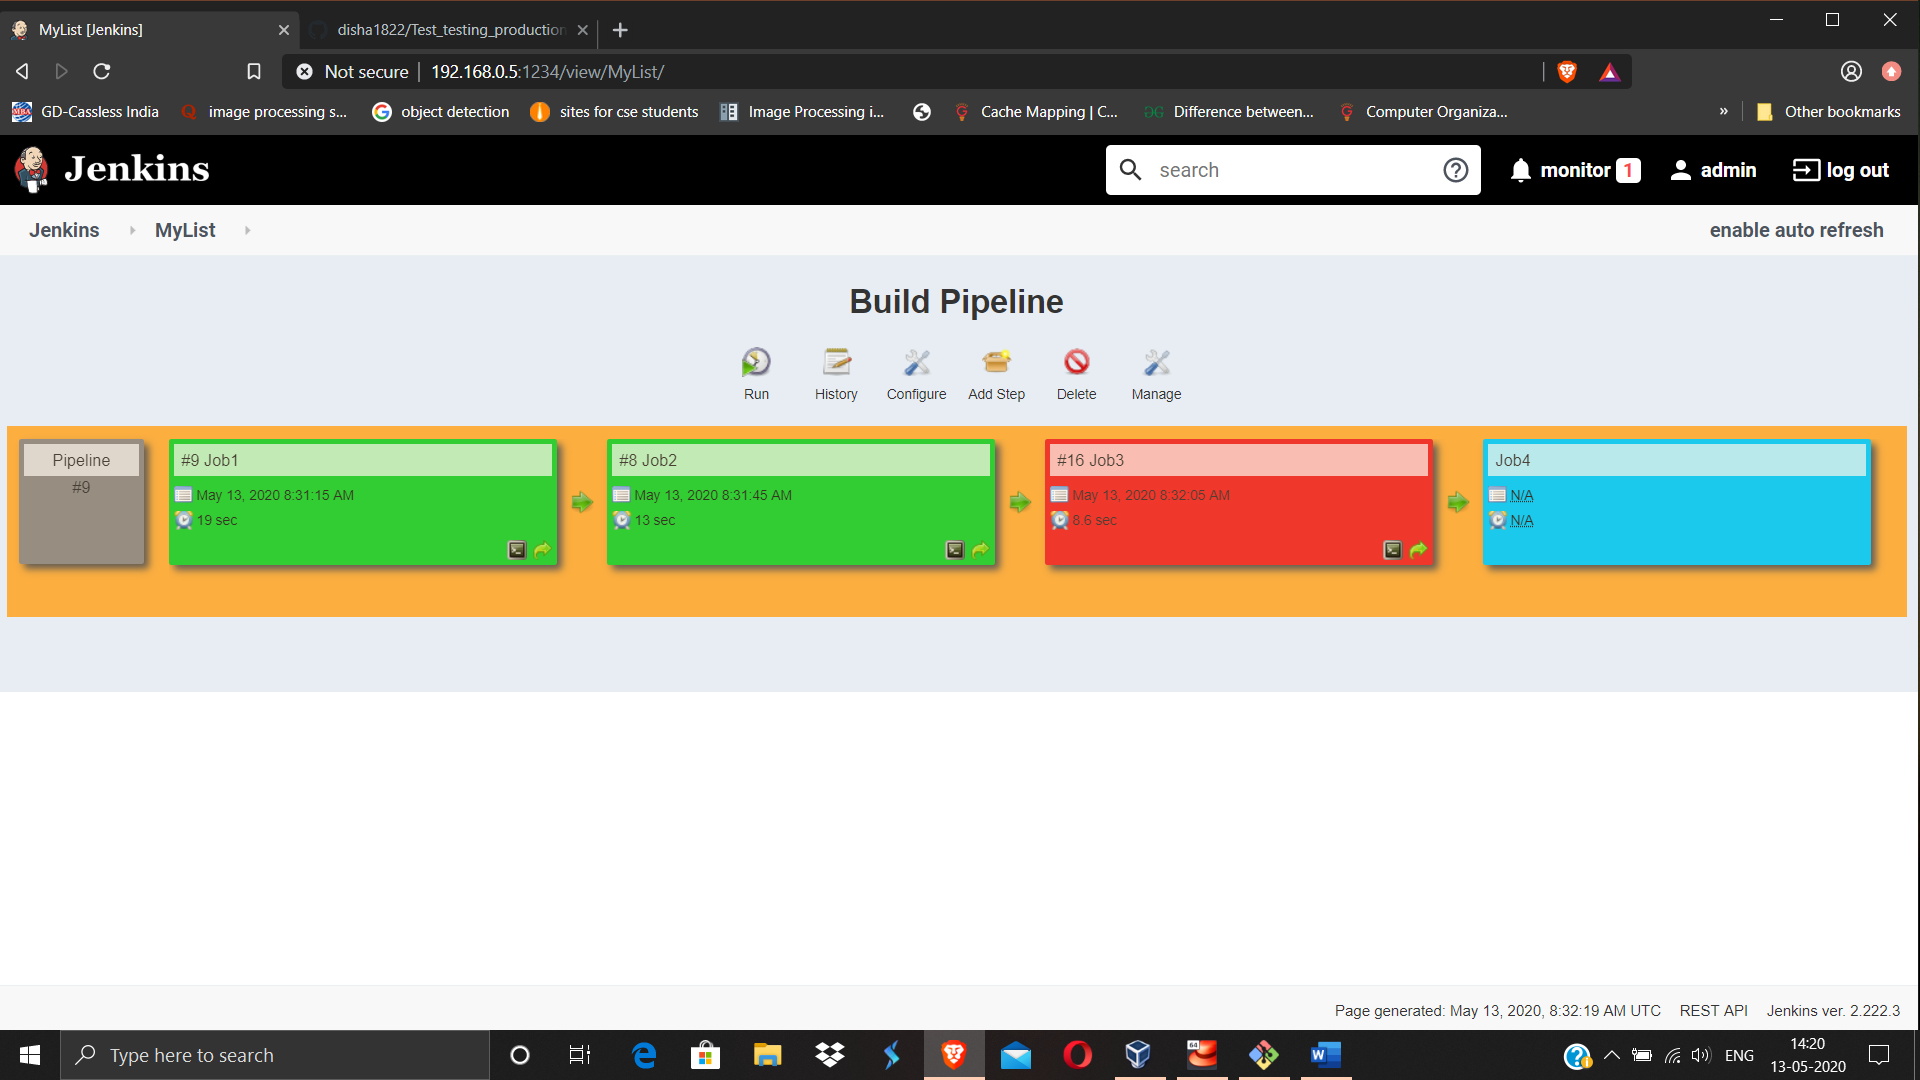 MyList [Jenkins]
disha1822/Test_testing_production
Not secure
192.168.0.5:1234/view/MyList/
GD-Cassless India
image processing s...
object detection
sites for cse students
Image Processing i...
Cache Mapping | C...
Difference between...
Computer Organiza...
»
Other bookmarks
Jenkins
search
monitor 1
admin
log out
Jenkins
MyList
enable auto refresh
Build Pipeline
Run
History
Configure
Add Step
Delete
Manage
Pipeline
#9
#9 Job1
May 13, 2020 8:31:15 AM
19 sec
#8 Job2
May 13, 2020 8:31:45 AM
13 sec
#16 Job3
May 13, 2020 8:32:05 AM
8.6 sec
Job4
N/A
N/A
Page generated: May 13, 2020, 8:32:19 AM UTC
REST API
Jenkins ver. 2.222.3
Type here to search
64
W
ENG
14:20
13-05-2020